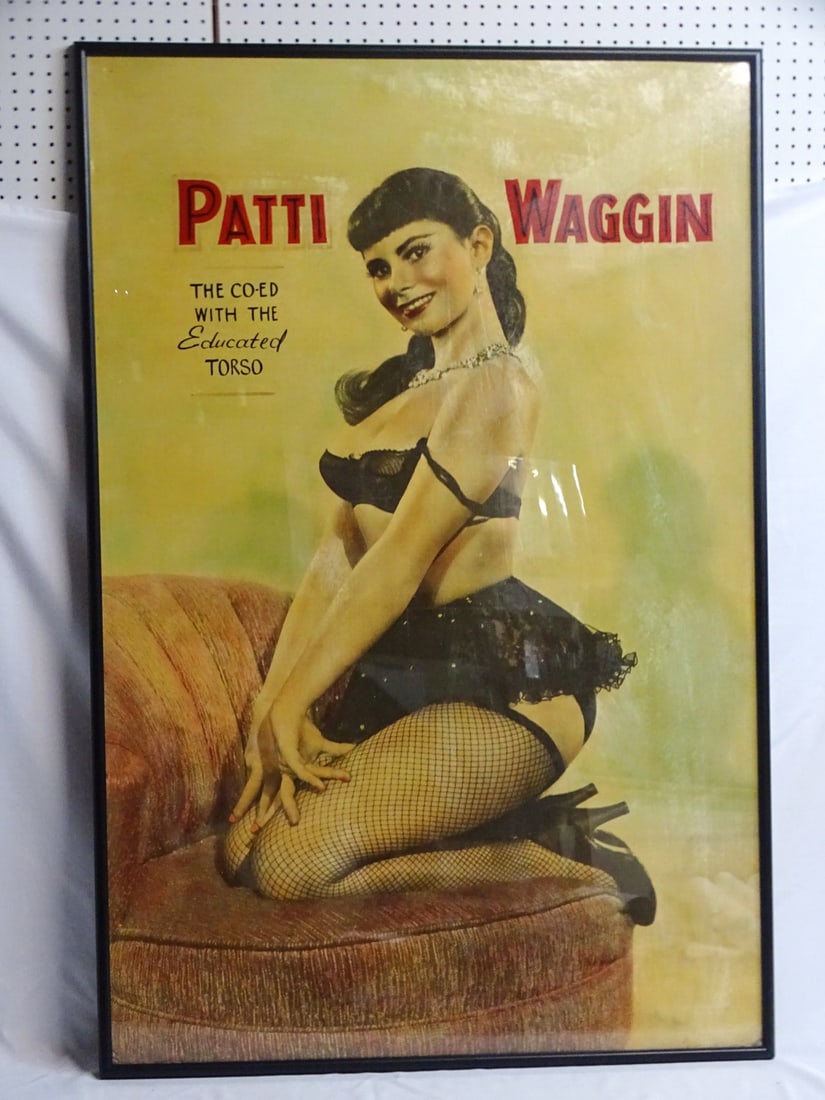 PATTI WAGGIN
THE CO-ED
WITH THE
Educated
TORSO